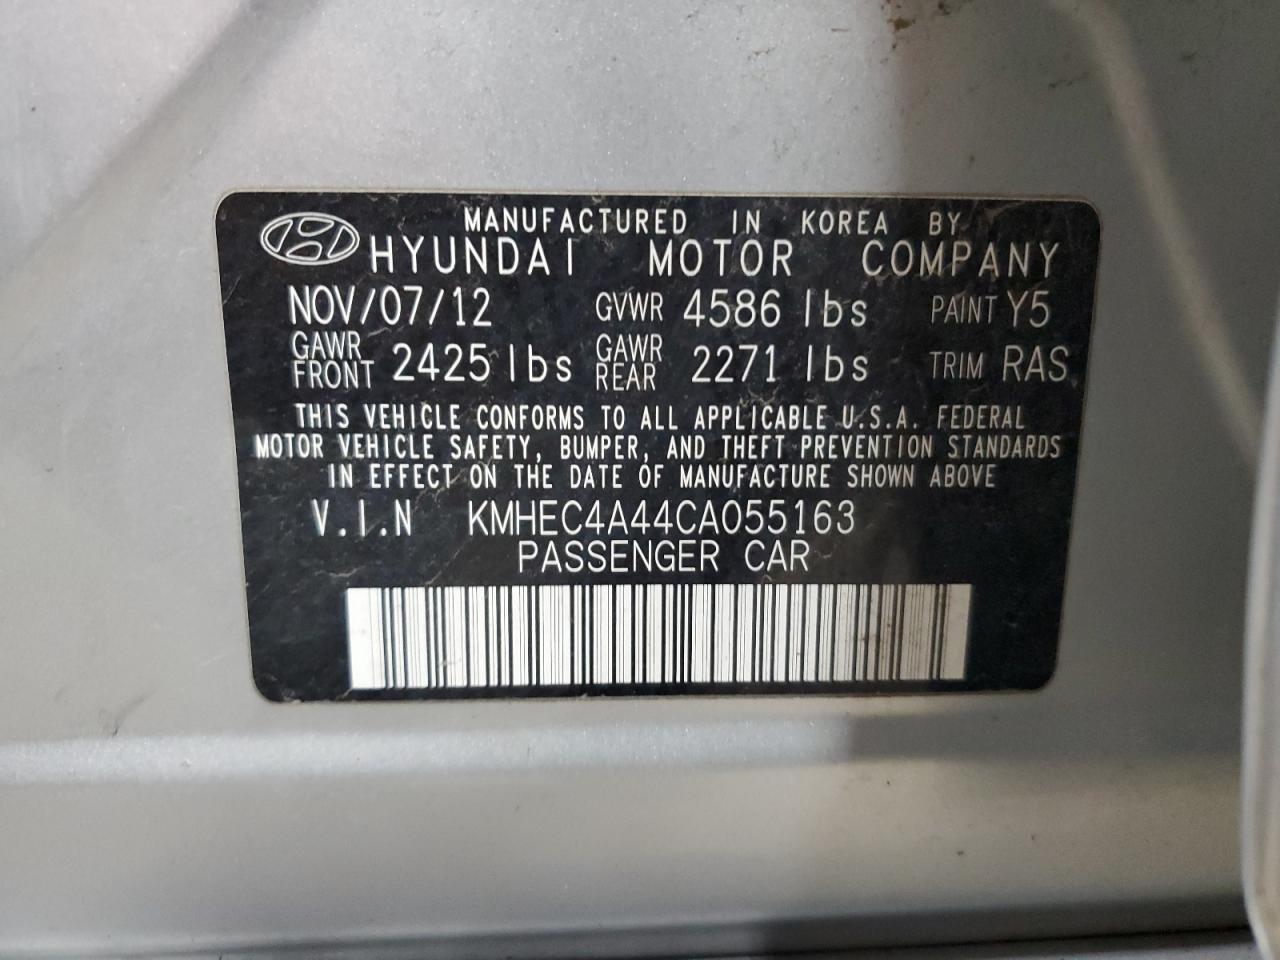 MANUFACTURED IN KOREA BY
HYUNDAI MOTOR COMPANY
NOV/07/12 GVWR 4586 lbs PAINT Y5
GAWR FRONT 2425 lbs GAWR REAR 2271 lbs TRIM RAS
THIS VEHICLE CONFORMS TO ALL APPLICABLE U.S.A. FEDERAL
MOTOR VEHICLE SAFETY, BUMPER, AND THEFT PREVENTION STANDARDS
IN EFFECT ON THE DATE OF MANUFACTURE SHOWN ABOVE
V.I.N KMHEC4A44CA055163
PASSENGER CAR